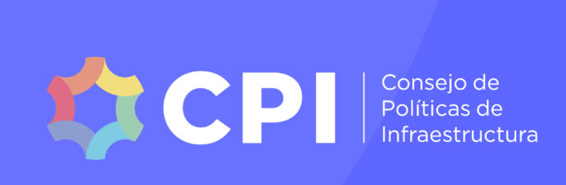 CPI
Consejo de
Políticas de
Infraestructura